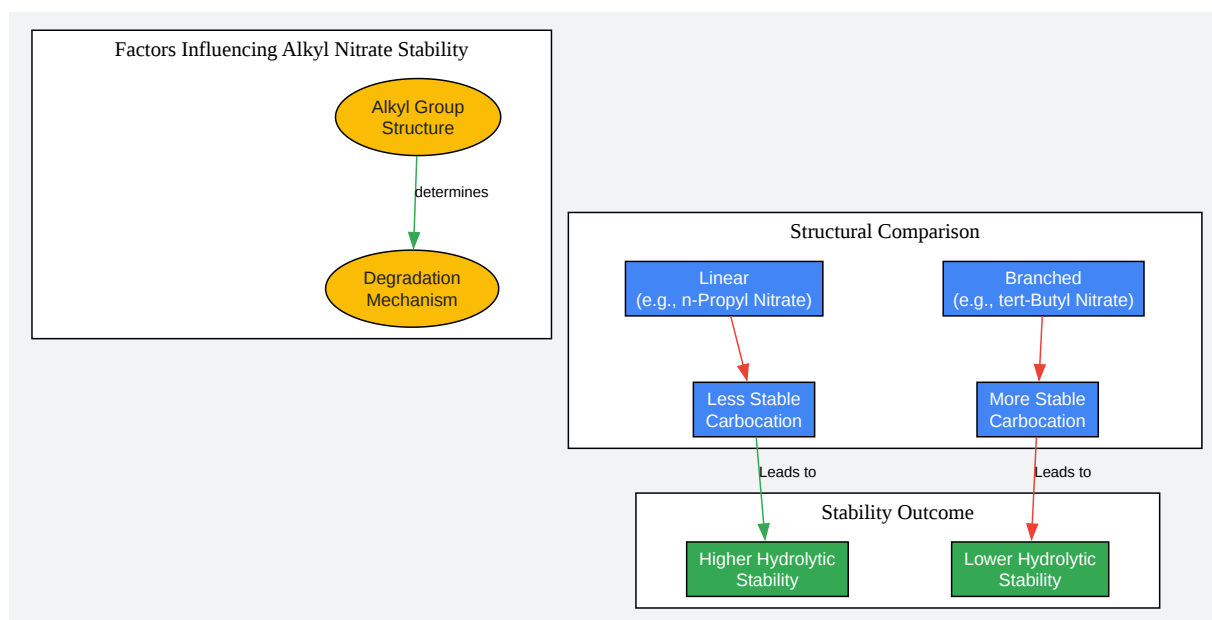 Factors Influencing Alkyl Nitrate Stability
Alkyl Group
Structure
determines
Degradation
Mechanism
Structural Comparison
Linear
(e.g., n-Propyl Nitrate)
Branched
(e.g., tert-Butyl Nitrate)
Less Stable
Carbocation
More Stable
Carbocation
Leads to
Leads to
Stability Outcome
Higher Hydrolytic
Stability
Lower Hydrolytic
Stability